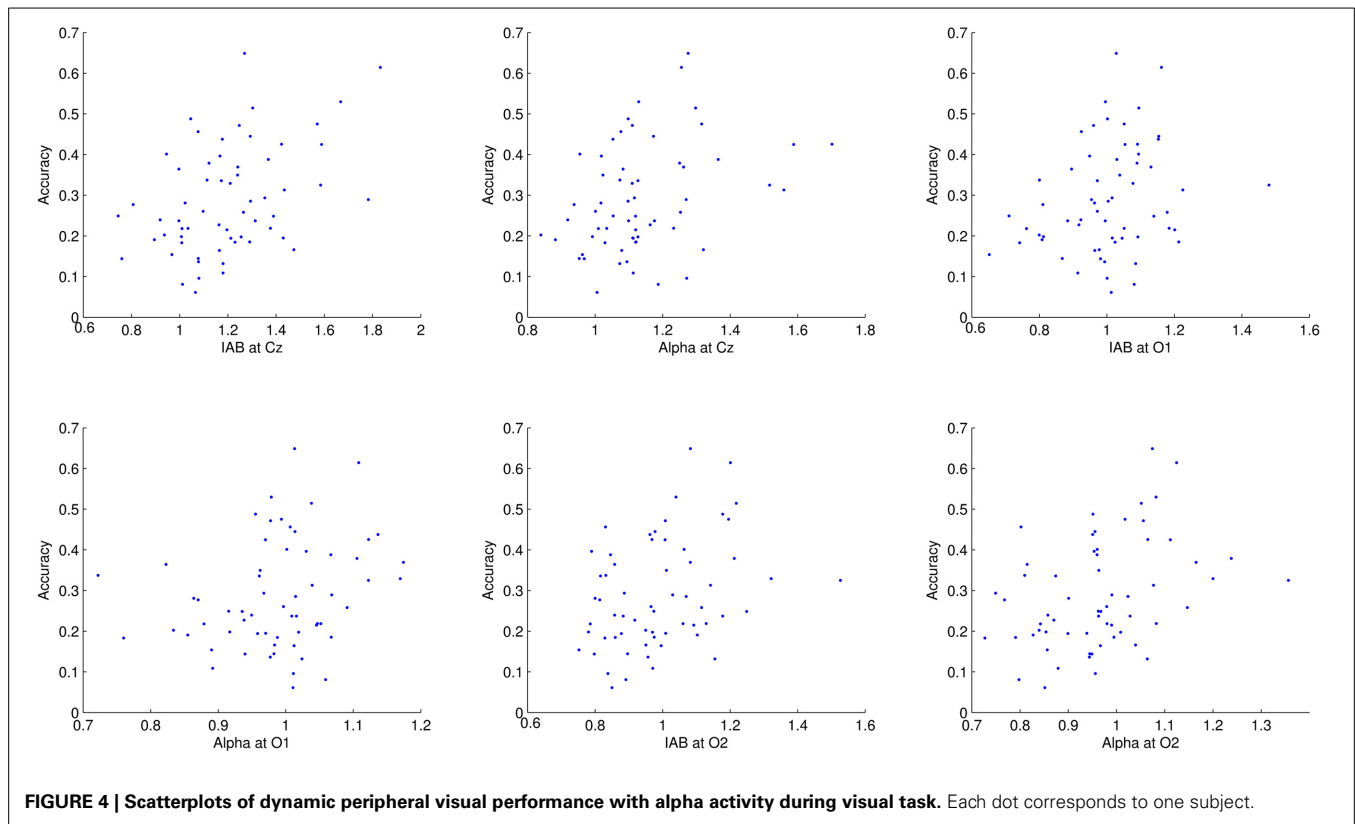 0.7
0.6
0.5
0.4
0.3
0.2
0.1
0
Accuracy
0.6 0.8 1 1.2 1.4 1.6 1.8 2
IAB at Cz
0.7
0.6
0.5
0.4
0.3
0.2
0.1
0
Accuracy
0.8 1 1.2 1.4 1.6 1.8
Alpha at Cz
0.7
0.6
0.5
0.4
0.3
0.2
0.1
0
Accuracy
0.6 0.8 1 1.2 1.4 1.6
IAB at O1
0.7
0.6
0.5
0.4
0.3
0.2
0.1
0
Accuracy
0.7 0.8 0.9 1 1.1 1.2
Alpha at O1
0.7
0.6
0.5
0.4
0.3
0.2
0.1
0
Accuracy
0.6 0.8 1 1.2 1.4 1.6
IAB at O2
0.7
0.6
0.5
0.4
0.3
0.2
0.1
0
Accuracy
0.7 0.8 0.9 1 1.1 1.2 1.3
Alpha at O2
FIGURE 4 | Scatterplots of dynamic peripheral visual performance with alpha activity during visual task. Each dot corresponds to one subject.